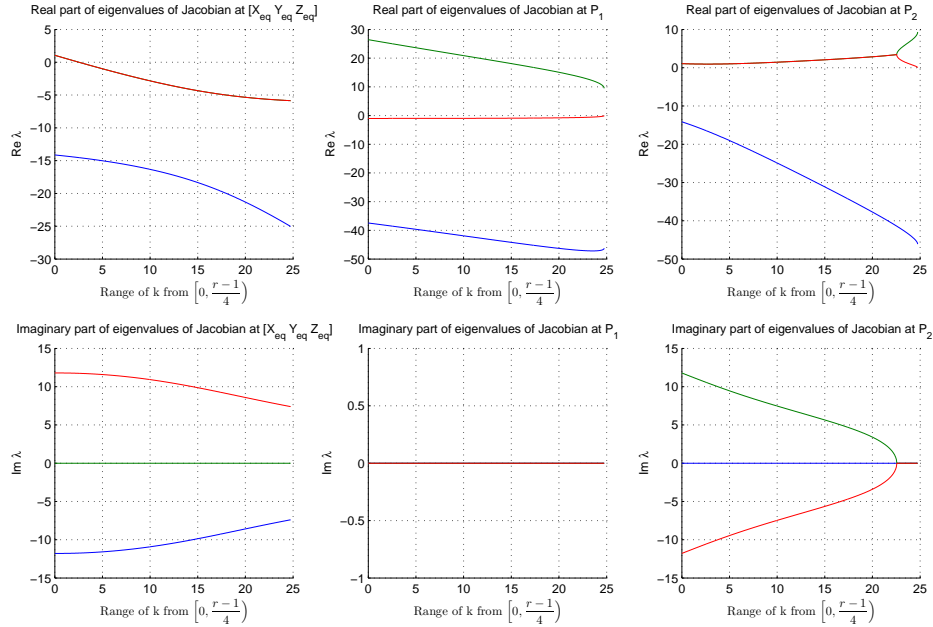 Real part of eigenvalues of Jacobian at [X_eq Y_eq Z_eq]
5
0
−5
−10
−15
−20
−25
−30
Re λ
0 5 10 15 20 25
Range of k from [0, (r − 1)/4)
Real part of eigenvalues of Jacobian at P_1
30
20
10
0
−10
−20
−30
−40
−50
Re λ
0 5 10 15 20 25
Range of k from [0, (r − 1)/4)
Real part of eigenvalues of Jacobian at P_2
10
0
−10
−20
−30
−40
−50
Re λ
0 5 10 15 20 25
Range of k from [0, (r − 1)/4)
Imaginary part of eigenvalues of Jacobian at [X_eq Y_eq Z_eq]
15
10
5
0
−5
−10
−15
Im λ
0 5 10 15 20 25
Range of k from [0, (r − 1)/4)
Imaginary part of eigenvalues of Jacobian at P_1
1
0.5
0
−0.5
−1
Im λ
0 5 10 15 20 25
Range of k from [0, (r − 1)/4)
Imaginary part of eigenvalues of Jacobian at P_2
15
10
5
0
−5
−10
−15
Im λ
0 5 10 15 20 25
Range of k from [0, (r − 1)/4)